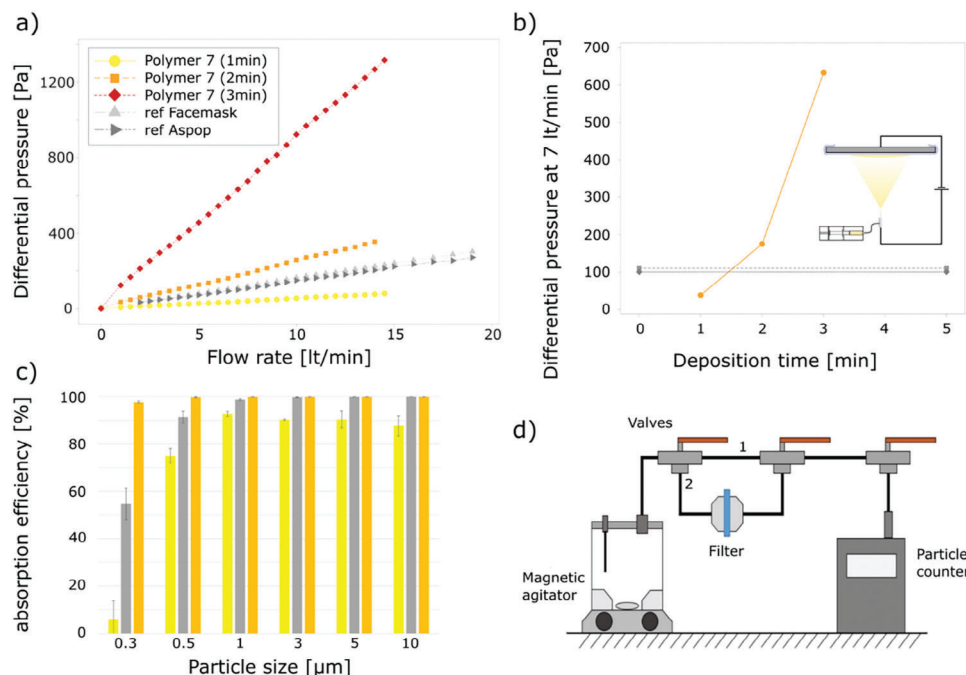 a)
Differential pressure [Pa]
1200
800
400
0
Polymer 7 (1min)
Polymer 7 (2min)
Polymer 7 (3min)
ref Facemask
ref Aspop
0 5 10 15 20
Flow rate [lt/min]
b)
Differential pressure at 7 lt/min [Pa]
700
600
500
400
300
200
100
0
0 1 2 3 4 5
Deposition time [min]
c)
absorption efficiency [%]
100
80
60
40
20
0
0.3 0.5 1 3 5 10
Particle size [µm]
d)
Valves
1
2
Filter
Magnetic
agitator
Particle
counter